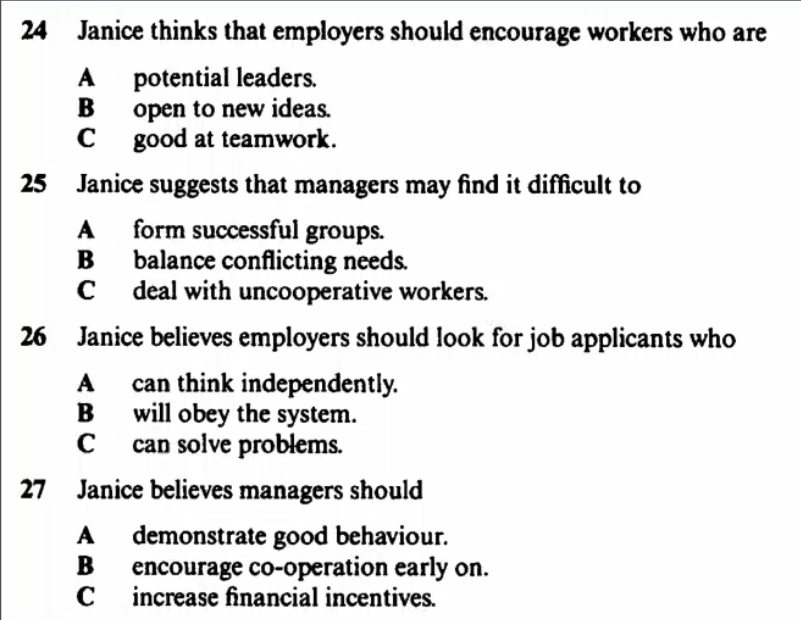 24 Janice thinks that employers should encourage workers who are
A potential leaders.
B open to new ideas.
C good at teamwork.
25 Janice suggests that managers may find it difficult to
A form successful groups.
B balance conflicting needs.
C deal with uncooperative workers.
26 Janice believes employers should look for job applicants who
A can think independently.
B will obey the system.
C can solve problems.
27 Janice believes managers should
A demonstrate good behaviour.
B encourage co-operation early on.
C increase financial incentives.